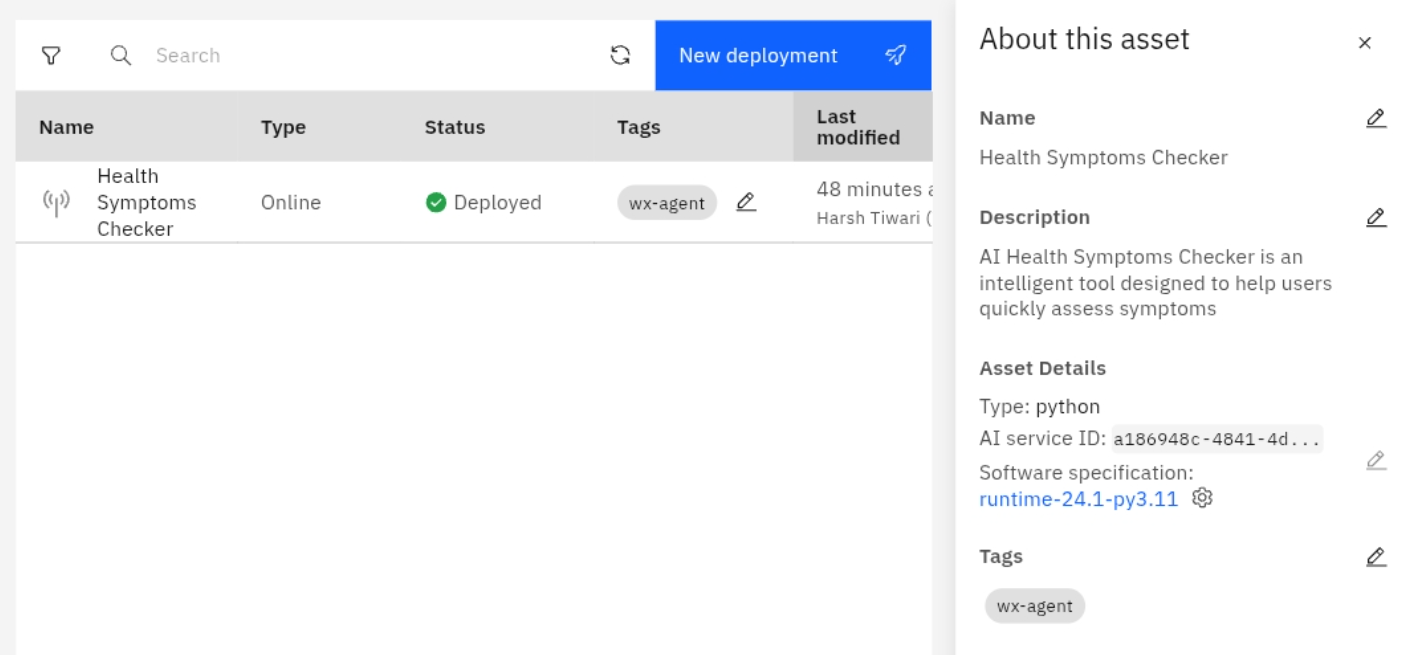 Search
New deployment
Name Type Status Tags Last modified
Health Symptoms Checker
Online
Deployed
wx-agent
48 minutes
Harsh Tiwari (
About this asset
Name
Health Symptoms Checker
Description
AI Health Symptoms Checker is an
intelligent tool designed to help users
quickly assess symptoms
Asset Details
Type: python
AI service ID: a186948c-4841-4d...
Software specification:
runtime-24.1-py3.11
Tags
wx-agent